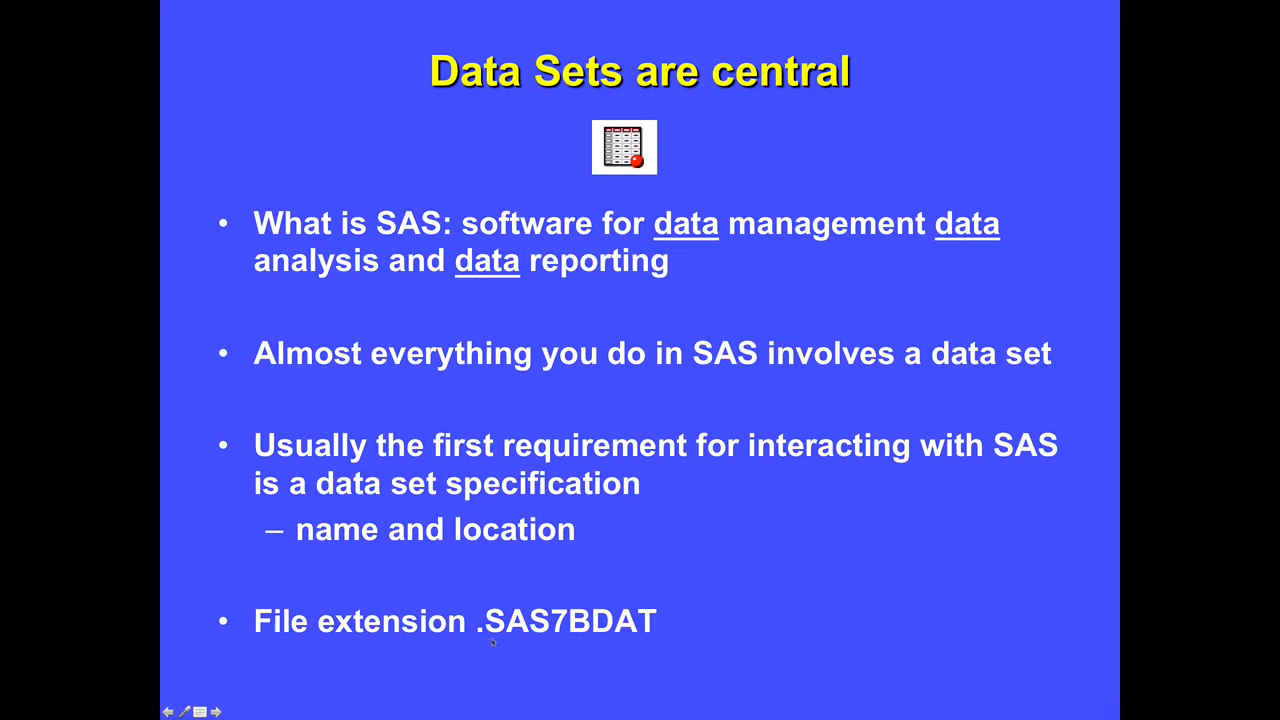 Data Sets are central
• What is SAS: software for data management data
analysis and data reporting
• Almost everything you do in SAS involves a data set
• Usually the first requirement for interacting with SAS
is a data set specification
– name and location
• File extension .SAS7BDAT